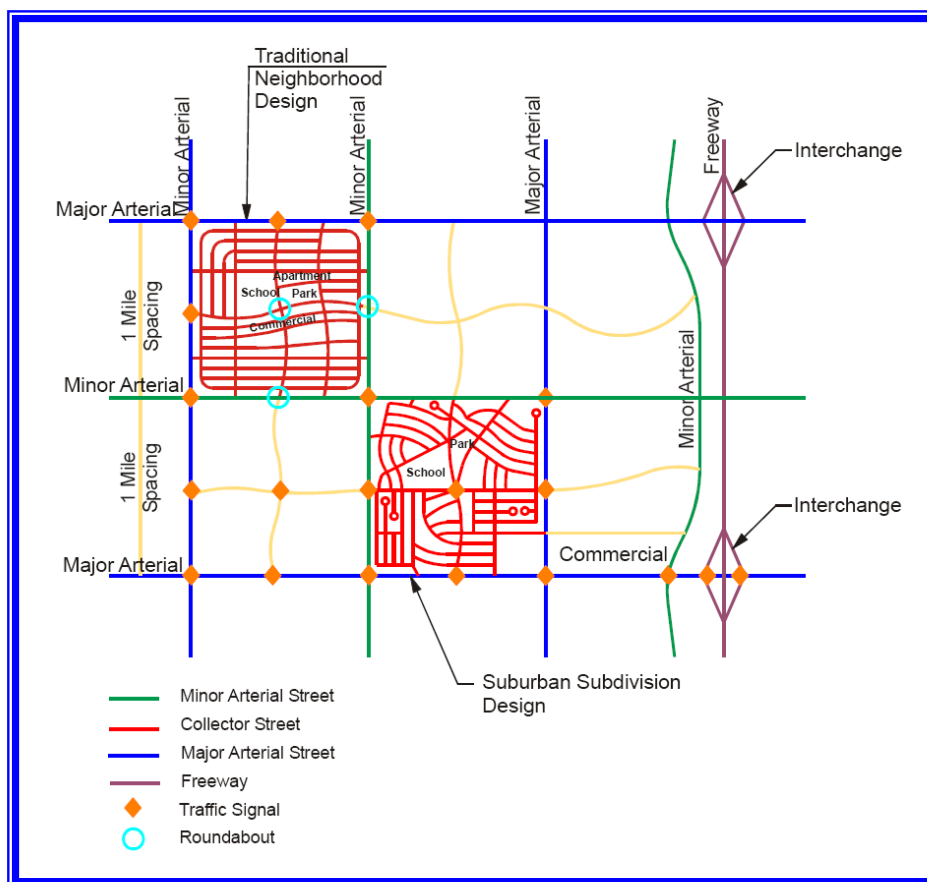 Traditional
Neighborhood
Design
Minor Arterial
Minor Arterial
Major Arterial
Freeway
Interchange
Major Arterial
Apartment
School
Park
Commercial
1 Mile
Spacing
Minor Arterial
Minor Arterial
Park
School
1 Mile
Spacing
Interchange
Commercial
Major Arterial
Suburban Subdivision
Design
Minor Arterial Street
Collector Street
Major Arterial Street
Freeway
Traffic Signal
Roundabout